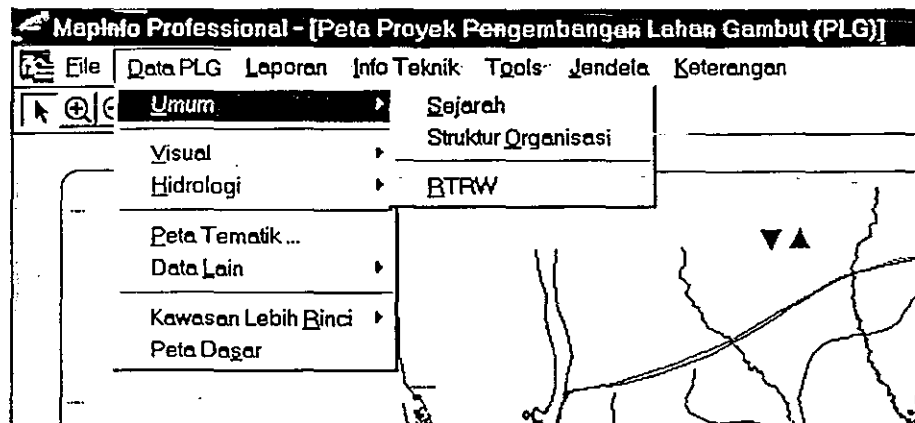 MapInfo Professional - [Peta Proyek Pengembangan Lahan Gambut (PLG)]
File Data PLG Laporan Info Teknik Tools Jendela Keterangan
Umum
Sejarah
Struktur Organisasi
RTRW
Visual
Hidrologi
Peta Tematik ...
Data Lain
Kawasan Lebih Rinci
Peta Dasar